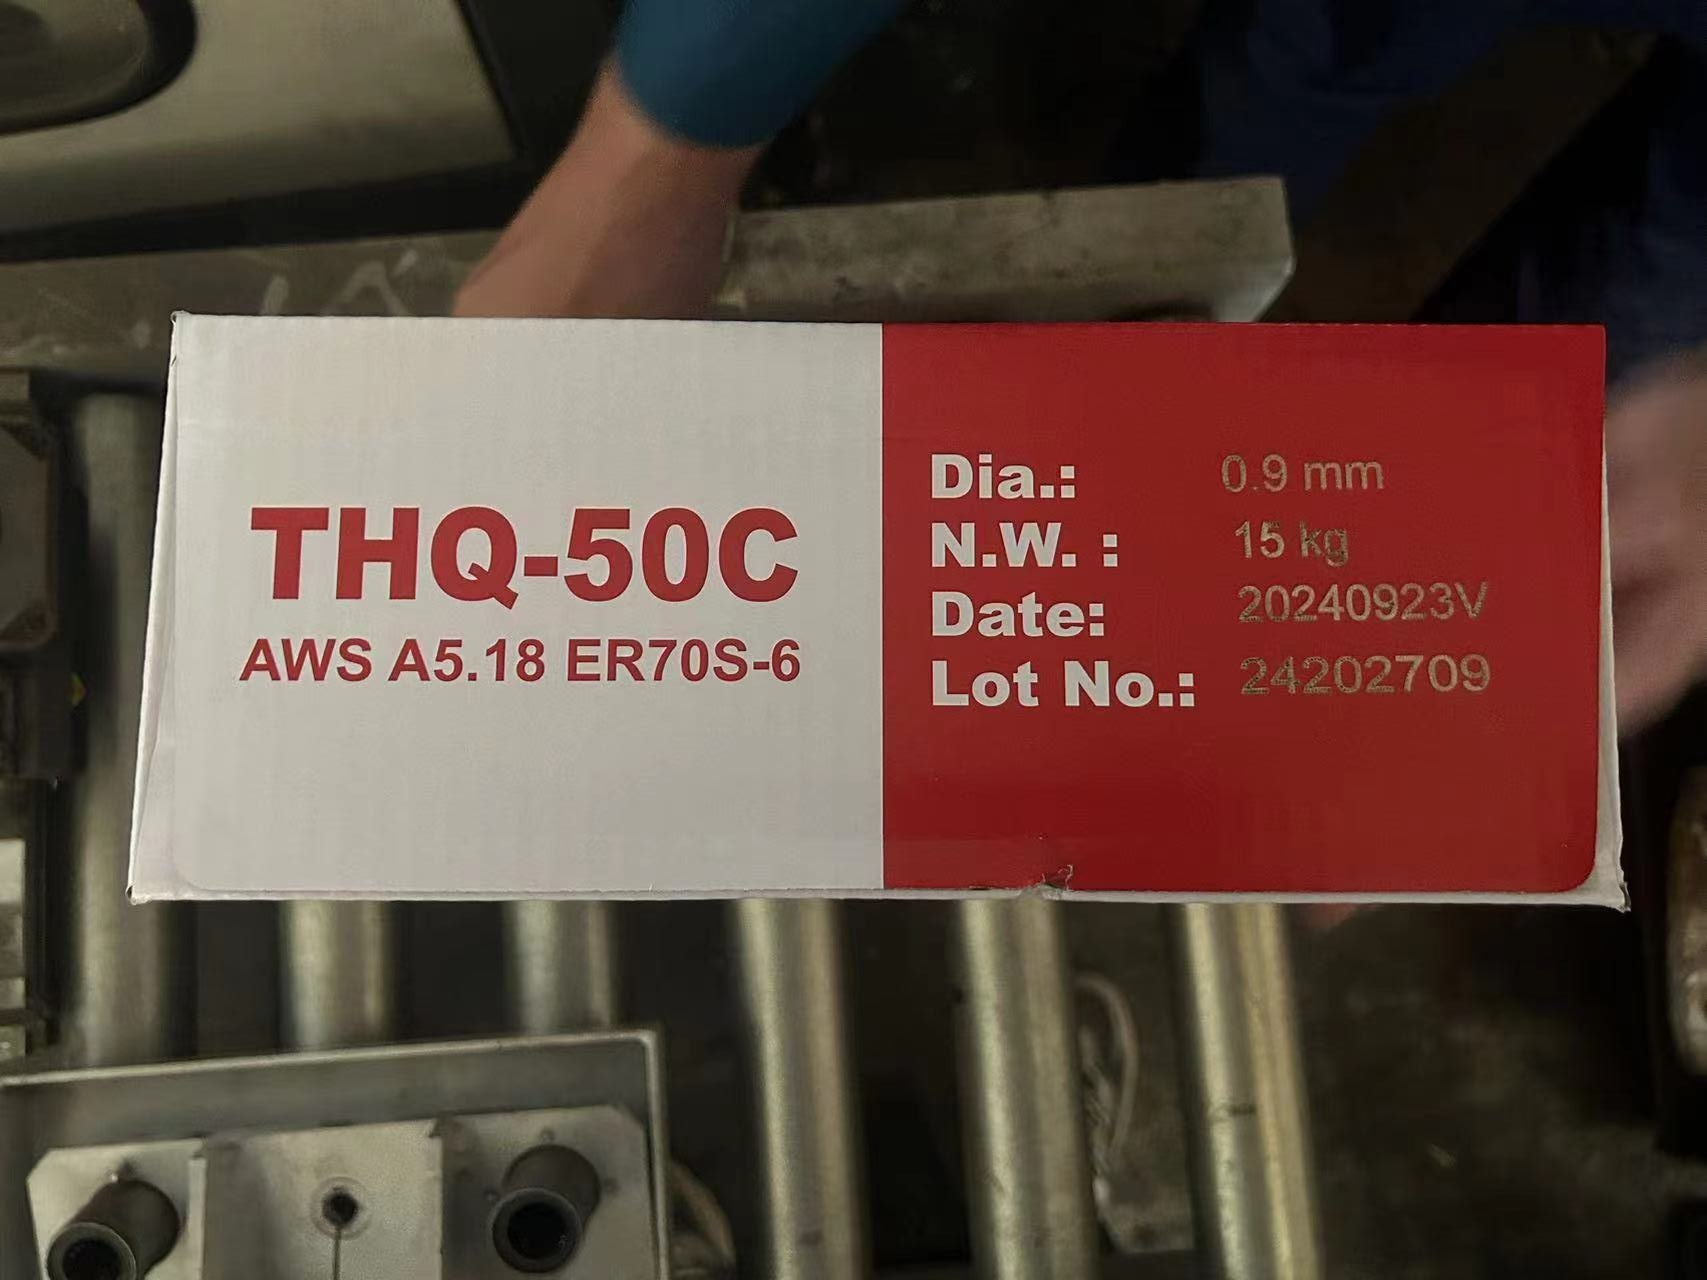 THQ-50C
AWS A5.18 ER70S-6
Dia.: 0.9 mm
N.W. : 15 kg
Date: 20240923V
Lot No.: 24202709